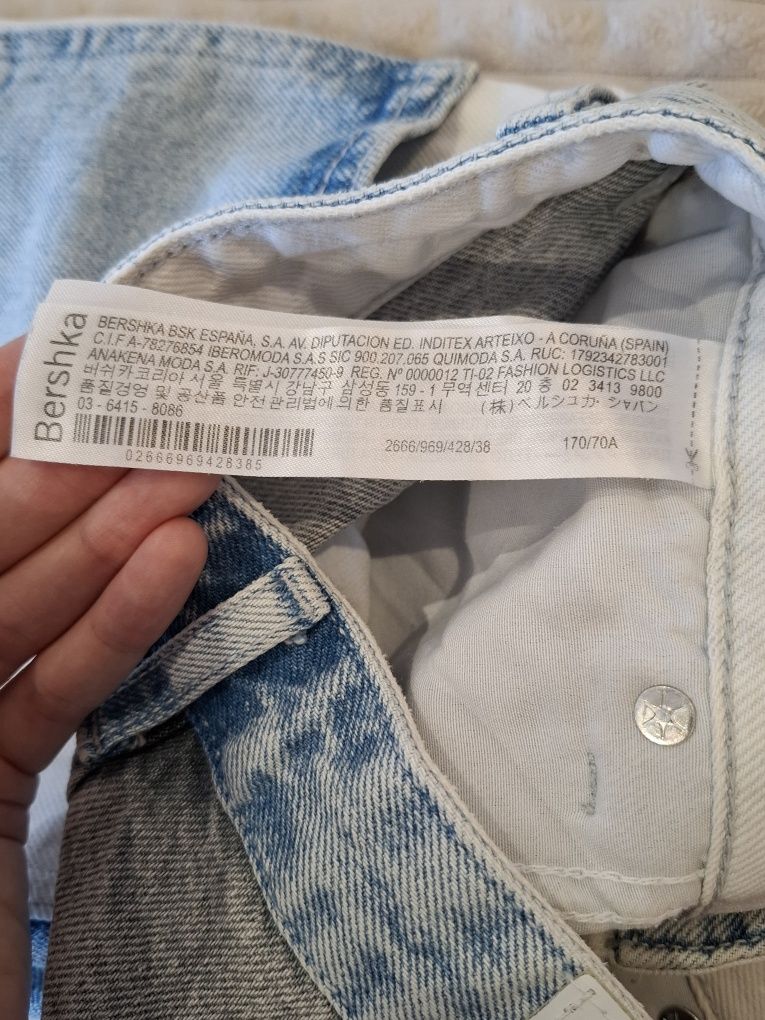 Bershka
BERSHKA BSK ESPAÑA, S.A. AV. DIPUTACION ED. INDITEX ARTEIXO - A CORUÑA (SPAIN)
C.I.F A-78276854 IBEROMODA S.A.S SIC 900.207.065 QUIMODA S.A. RUC: 1792342783001
ANAKENA MODA S.A. RIF. J-30777450-9 REG. Nº 0000012 TI-02 FASHION LOGISTICS LLC
버쉬카코리아 서울 특별시 강남구 삼성동 159-1 무역센터 20 층 02 3413 9800
품질경영 및 공산품 안전관리법에의한 품질표시 (株)ベルシュカ・ジャパン
03-6415-8086
02666969428385
2666/969/428/38
170/70A